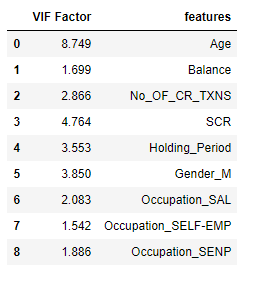 VIF Factor features
0 8.749 Age
1 1.699 Balance
2 2.866 No_OF_CR_TXNS
3 4.764 SCR
4 3.553 Holding_Period
5 3.850 Gender_M
6 2.083 Occupation_SAL
7 1.542 Occupation_SELF-EMP
8 1.886 Occupation_SENP